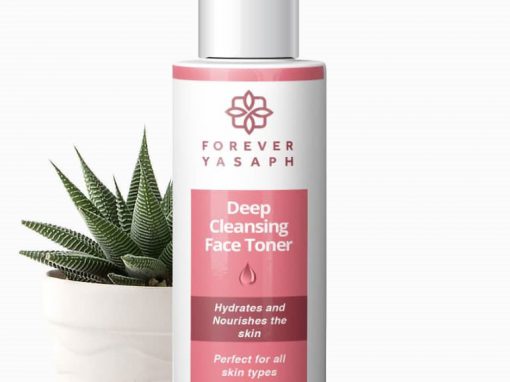 FOREVER
YASAPH
Deep
Cleansing
Face Toner
Hydrates and
Nourishes the
skin
Perfect for all
skin types